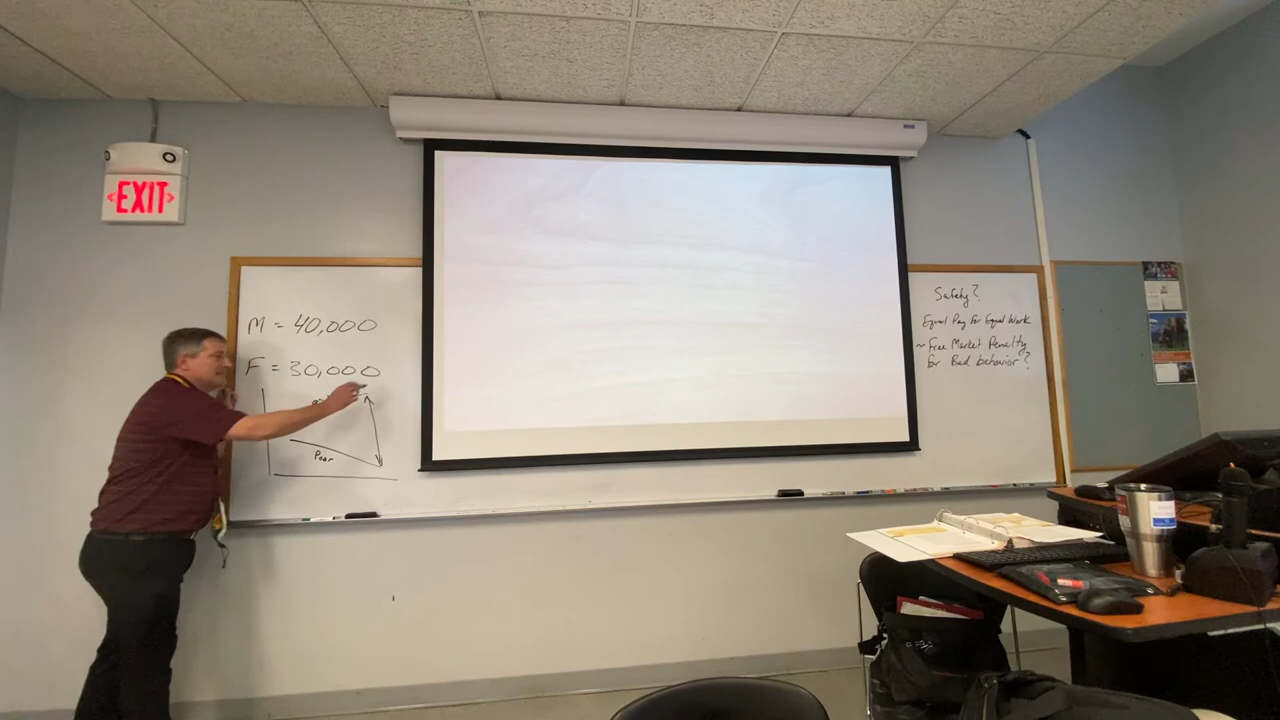 EXIT
M = 40,000
F = 30,000
Poor
Safety?
Equal Pay for Equal Work
~ Free Market Penalty
for Bad behavior?